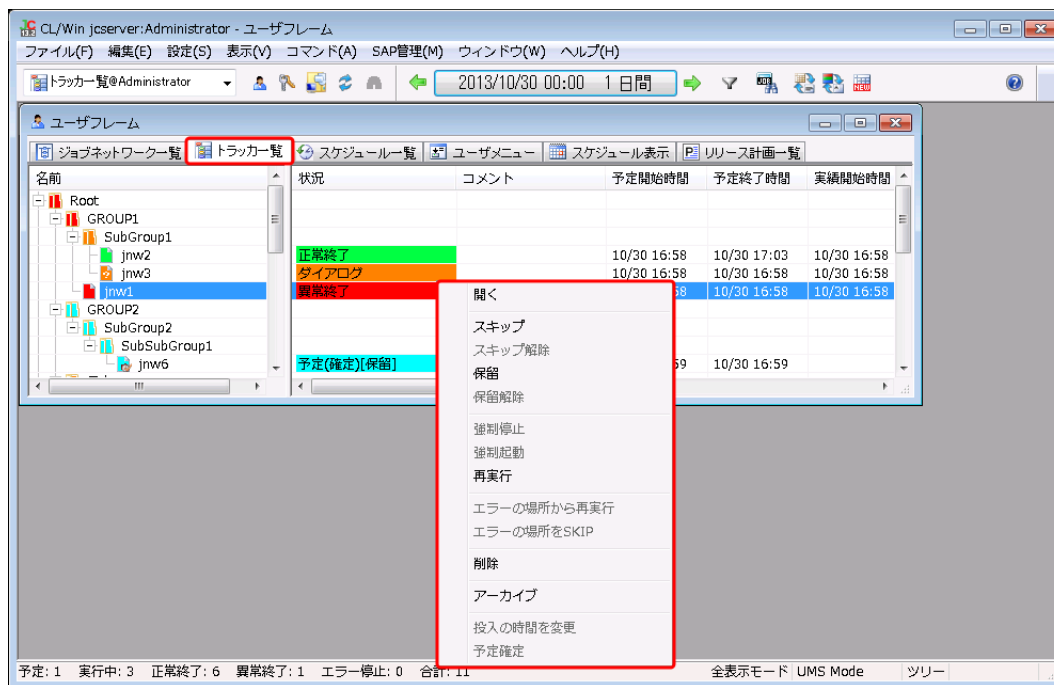 CL/Win jcserver:Administrator - ユーザフレーム
ファイル(F) 編集(E) 設定(S) 表示(V) コマンド(A) SAP管理(M) ウィンドウ(W) ヘルプ(H)
トラッカ一覧@Administrator 2013/10/30 00:00 1 日間 NEW
ユーザフレーム
ジョブネットワーク一覧 トラッカ一覧 スケジュール一覧 ユーザメニュー スケジュール表示 リリース計画一覧
名前 状況 コメント 予定開始時間 予定終了時間 実績開始時間
Root
GROUP1
SubGroup1
jnw2 正常終了 10/30 16:58 10/30 17:03 10/30 16:58
jnw3 ダイアログ 10/30 16:58 10/30 16:58 10/30 16:58
jnw1 異常終了 58 10/30 16:58 10/30 16:58
GROUP2
SubGroup2
SubSubGroup1
jnw6 予定(確定)[保留] 59 10/30 16:59
開く
スキップ
スキップ解除
保留
保留解除
強制停止
強制起動
再実行
エラーの場所から再実行
エラーの場所をSKIP
削除
アーカイブ
投入の時間を変更
予定確定
予定: 1 実行中: 3 正常終了: 6 異常終了: 1 エラー停止: 0 合計: 11 全表示モード UMS Mode ツリー